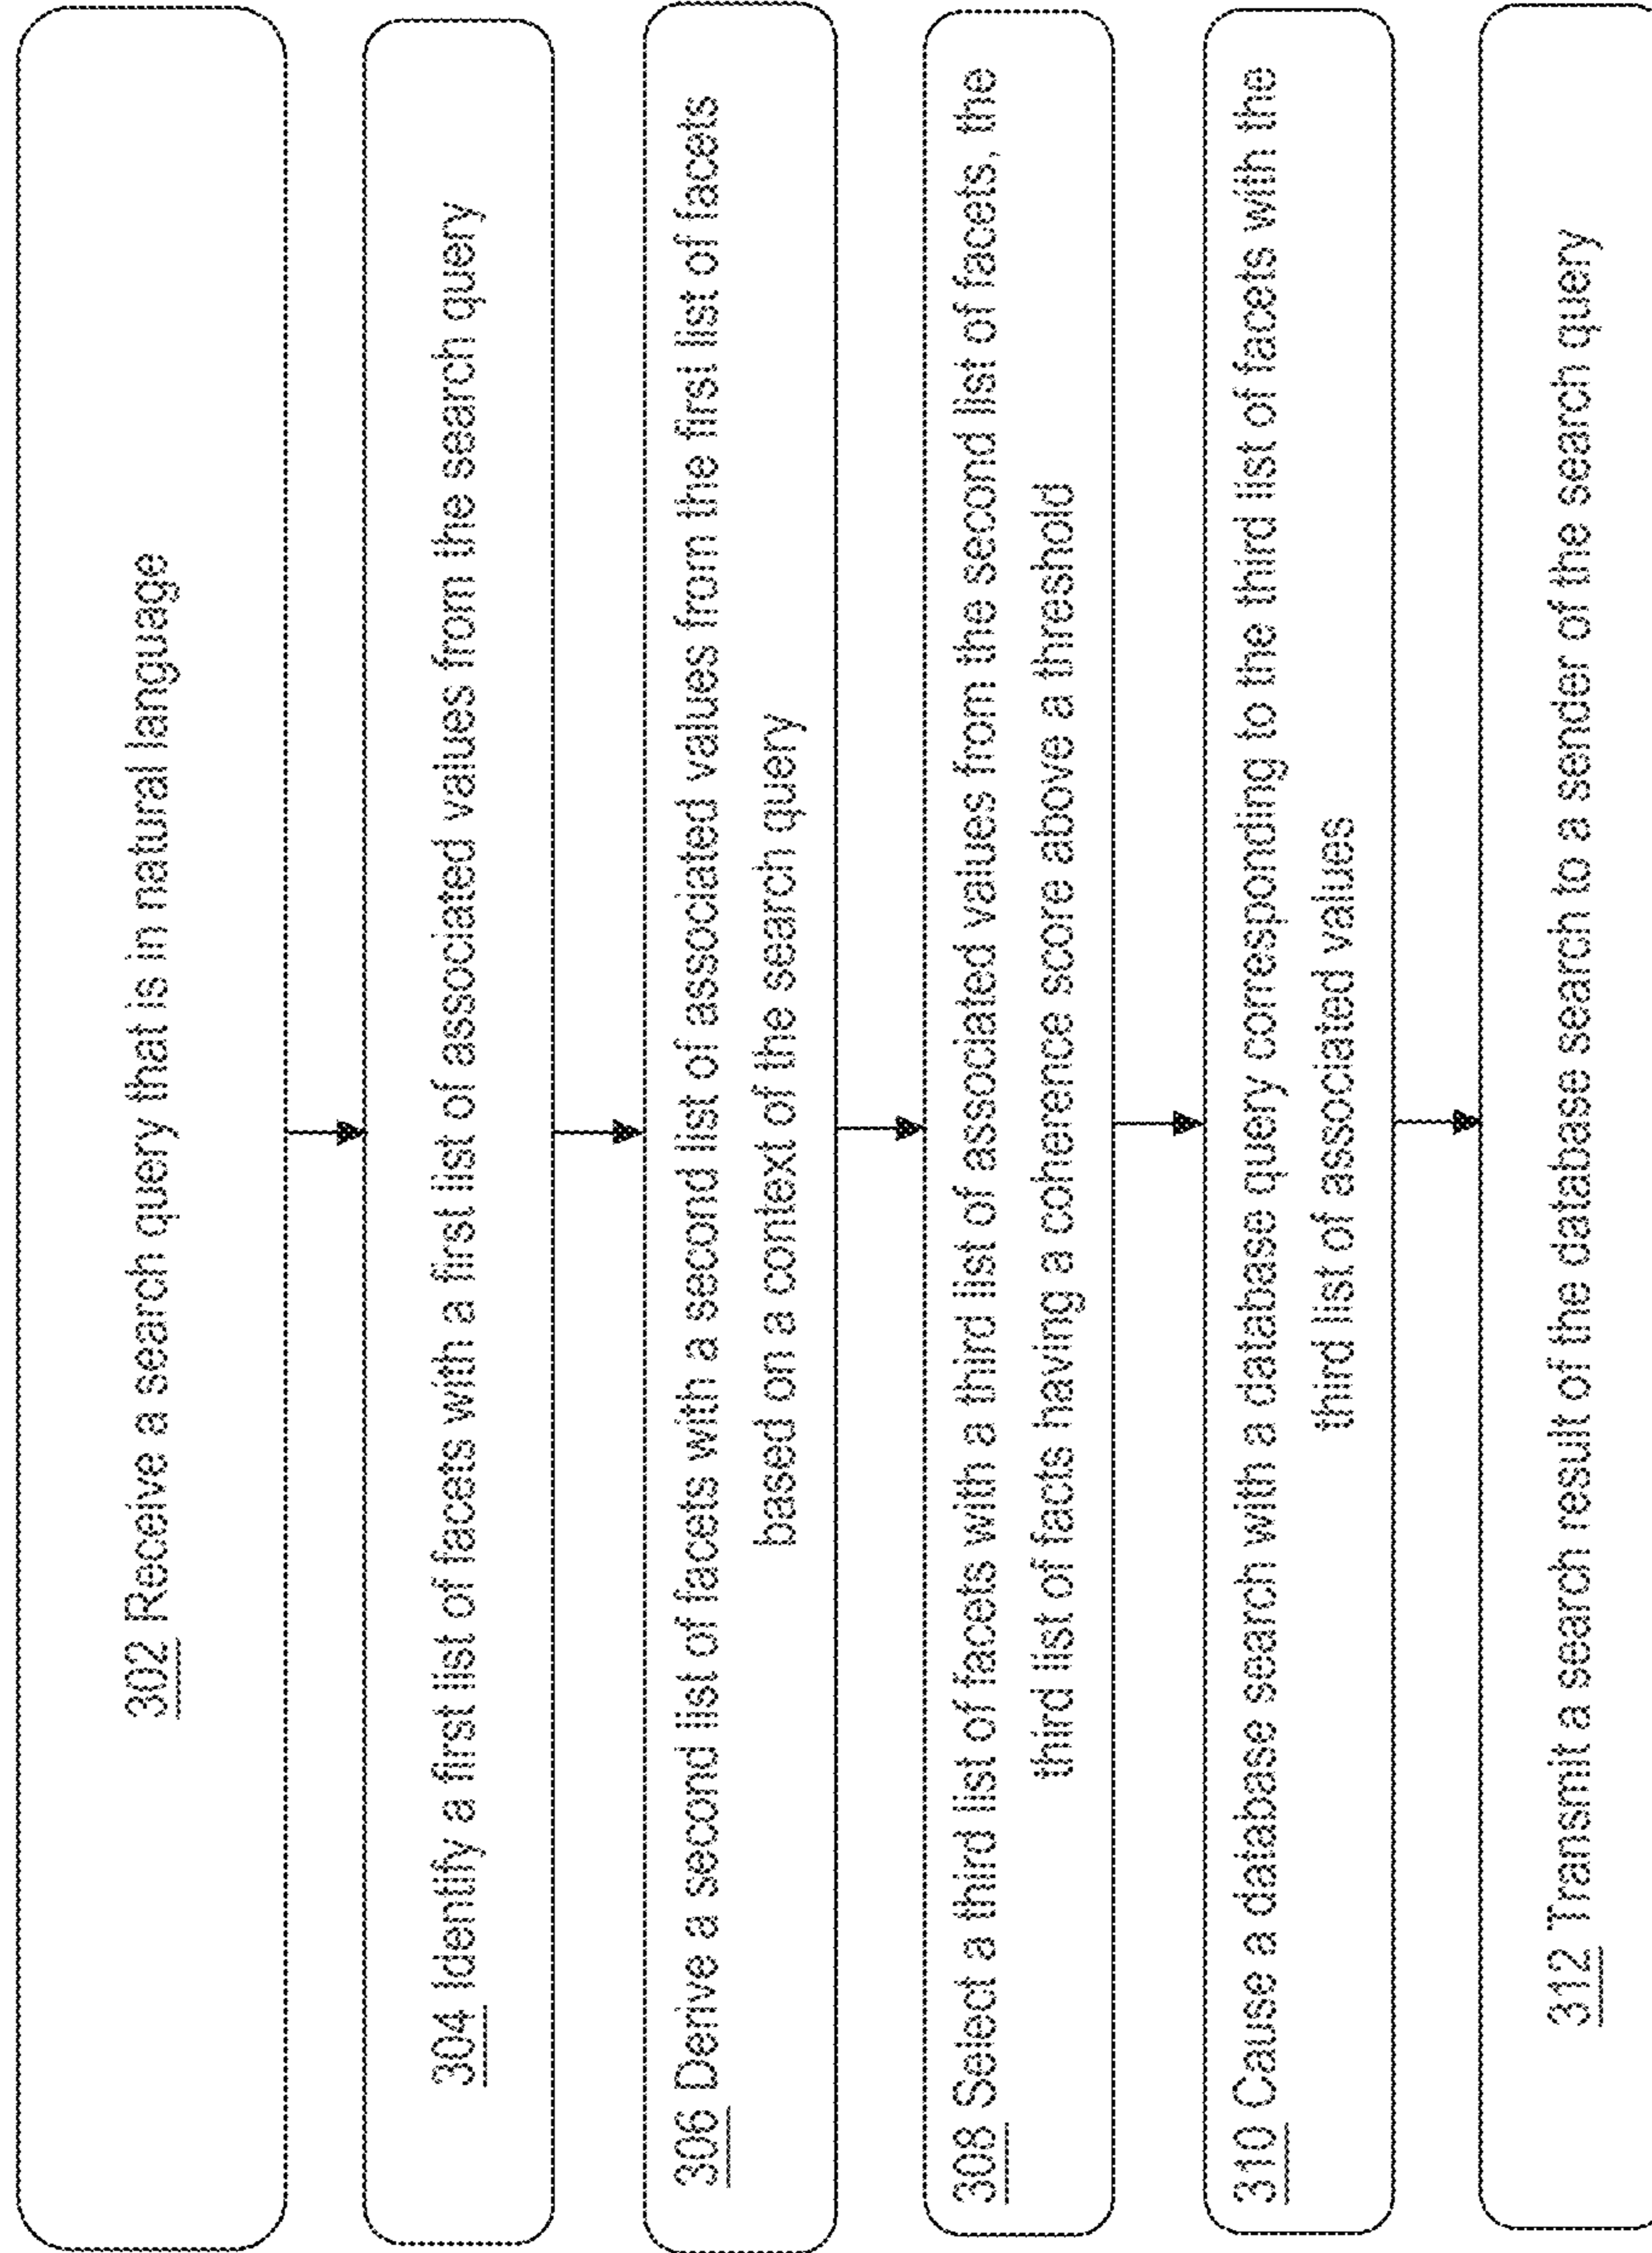 302 Receive a search query that is in natural language
304 Identify a first list of facets with a first list of associated values from the search query
306 Derive a second list of facets with a second list of associated values from the first list of facets
based on a context of the search query
308 Select a third list of facets with a third list of associated values from the second list of facets, the
third list of facts having a coherence score above a threshold
310 Cause a database search with a database query corresponding to the third list of facets with the
third list of associated values
312 Transmit a search result of the database search to a sender of the search query